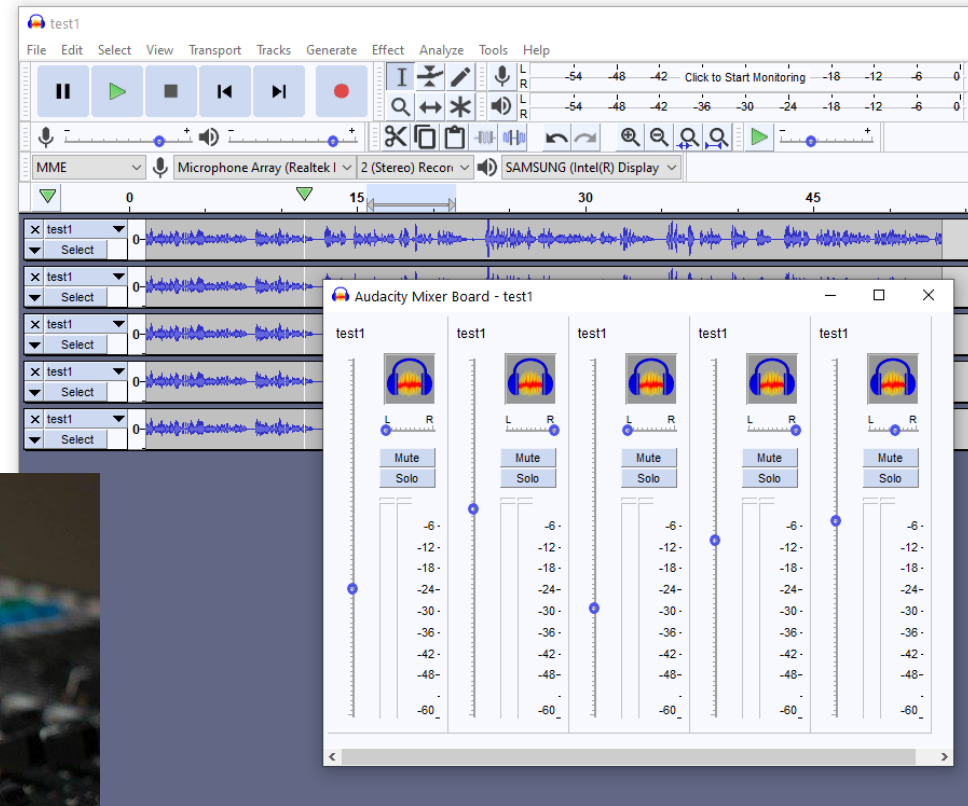 test1
File Edit Select View Transport Tracks Generate Effect Analyze Tools Help
L R -54 -48 -42 Click to Start Monitoring -18 -12 -6 0
L R -54 -48 -42 -36 -30 -24 -18 -12 -6 0
- + - + - +
MME Microphone Array (Realtek 2 (Stereo) SAMSUNG (Intel(R) Display
0 15 30 45
test1 0-
Select
test1 0-
Select
test1 0-
Select
test1 0-
Select
test1 0-
Select
Audacity Mixer Board - test1
test1 test1 test1 test1 test1
L R L R L R L R L R
Mute Mute Mute Mute Mute
Solo Solo Solo Solo Solo
-6 -6 -6 -6 -6
-12 -12 -12 -12 -12
-18 -18 -18 -18 -18
-24 -24 -24 -24 -24
-30 -30 -30 -30 -30
-36 -36 -36 -36 -36
-42 -42 -42 -42 -42
-48 -48 -48 -48 -48
-60 -60 -60 -60 -60